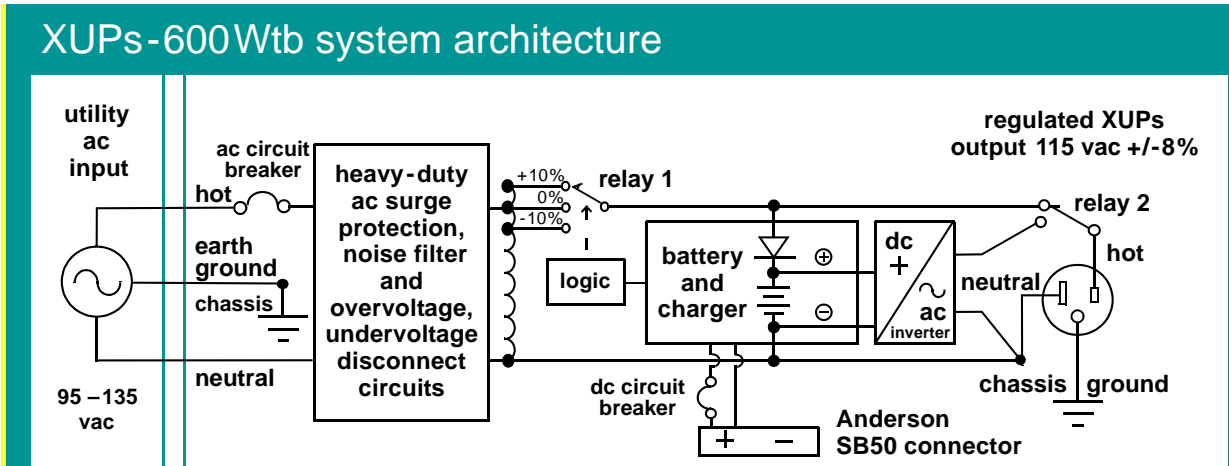 XUPs-600Wtb system architecture
utility
ac
input
ac circuit
breaker
hot
earth
ground
chassis
neutral
95 – 135
vac
heavy-duty
ac surge
protection,
noise filter
and
overvoltage,
undervoltage
disconnect
circuits
+10%
0%
-10%
relay 1
logic
battery
and
charger
+
−
dc circuit
breaker
+ −
Anderson
SB50 connector
dc
+
ac
inverter
regulated XUPs
output 115 vac +/-8%
relay 2
hot
neutral
chassis ground